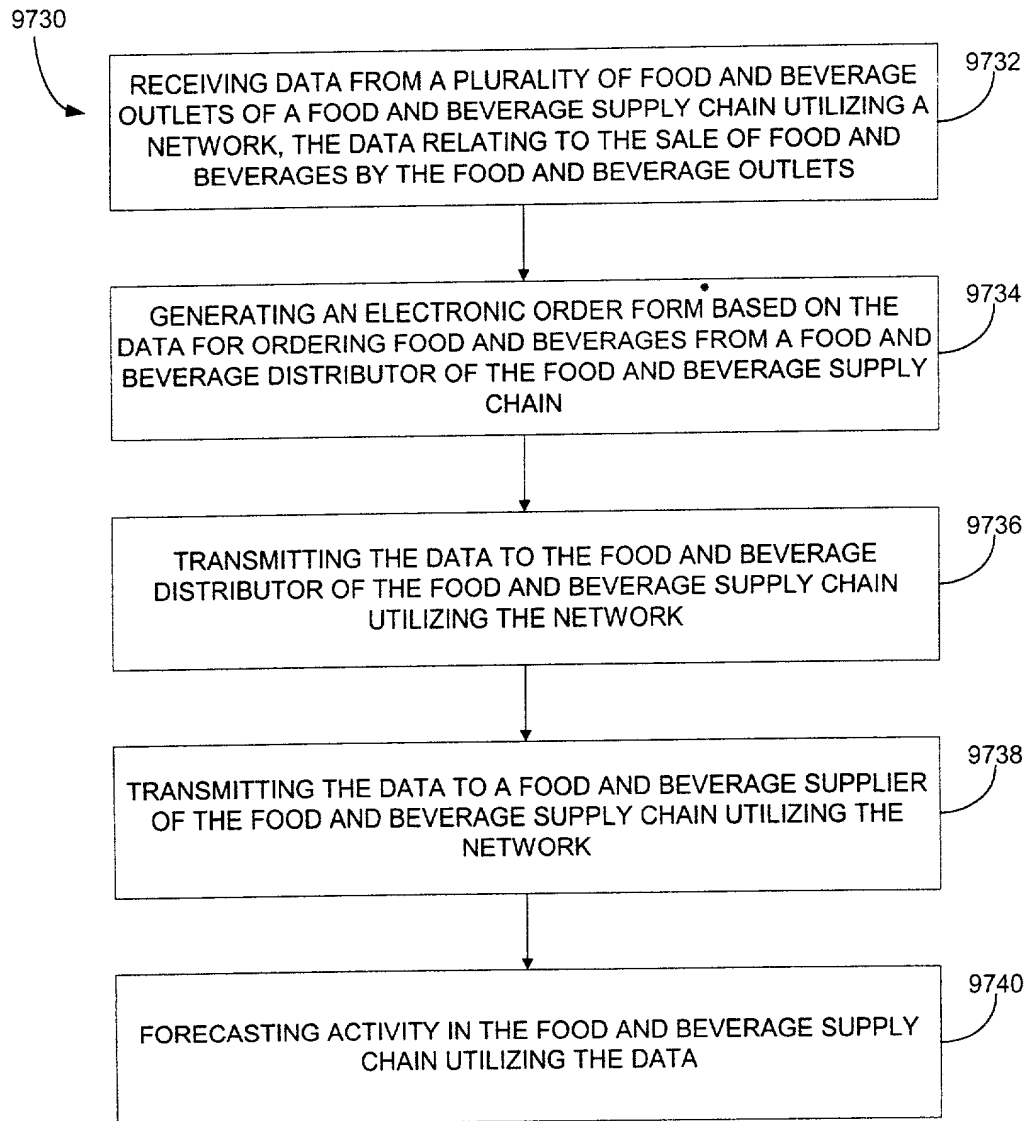 9730
9732
RECEIVING DATA FROM A PLURALITY OF FOOD AND BEVERAGE
OUTLETS OF A FOOD AND BEVERAGE SUPPLY CHAIN UTILIZING A
NETWORK, THE DATA RELATING TO THE SALE OF FOOD AND
BEVERAGES BY THE FOOD AND BEVERAGE OUTLETS
9734
GENERATING AN ELECTRONIC ORDER FORM BASED ON THE
DATA FOR ORDERING FOOD AND BEVERAGES FROM A FOOD AND
BEVERAGE DISTRIBUTOR OF THE FOOD AND BEVERAGE SUPPLY
CHAIN
9736
TRANSMITTING THE DATA TO THE FOOD AND BEVERAGE
DISTRIBUTOR OF THE FOOD AND BEVERAGE SUPPLY CHAIN
UTILIZING THE NETWORK
9738
TRANSMITTING THE DATA TO A FOOD AND BEVERAGE SUPPLIER
OF THE FOOD AND BEVERAGE SUPPLY CHAIN UTILIZING THE
NETWORK
9740
FORECASTING ACTIVITY IN THE FOOD AND BEVERAGE SUPPLY
CHAIN UTILIZING THE DATA